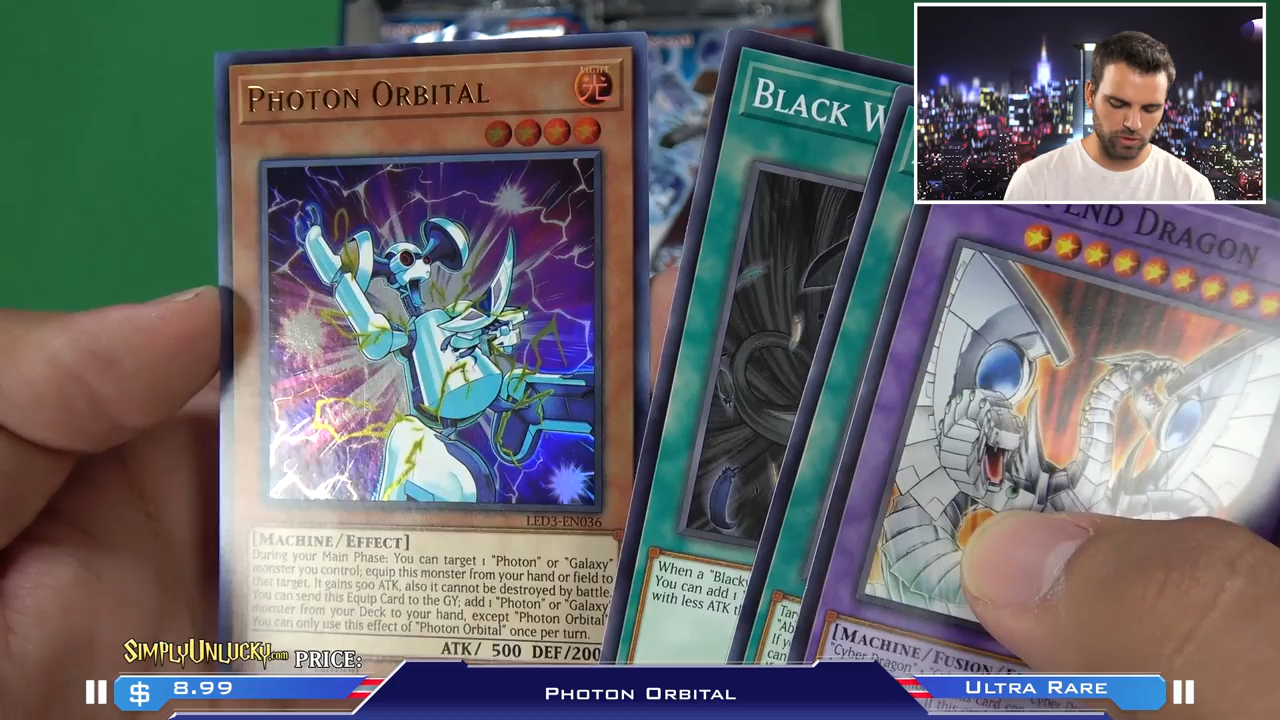 Photon Orbital
LIGHT
光
LED3-EN036
[Machine/Effect]
During your Main Phase: You can target 1 "Photon" or "Galaxy"
monster you control; equip this monster from your hand or field to
that target. It gains 500 ATK, also it cannot be destroyed by battle.
You can send this Equip Card to the GY; add 1 "Photon" or "Galaxy"
monster from your Deck to your hand, except "Photon Orbital"
You can only use this effect of "Photon Orbital" once per turn.
ATK/ 500 DEF/200
Black W
When a "Black
You can add 1
with less ATK
Tar
"Ab
If y
can
End Dragon
[Machine/Fusion/
"Cyber Dragon"
SimplyUnlucky.com PRICE:
$ 8.99
Photon Orbital
Ultra Rare